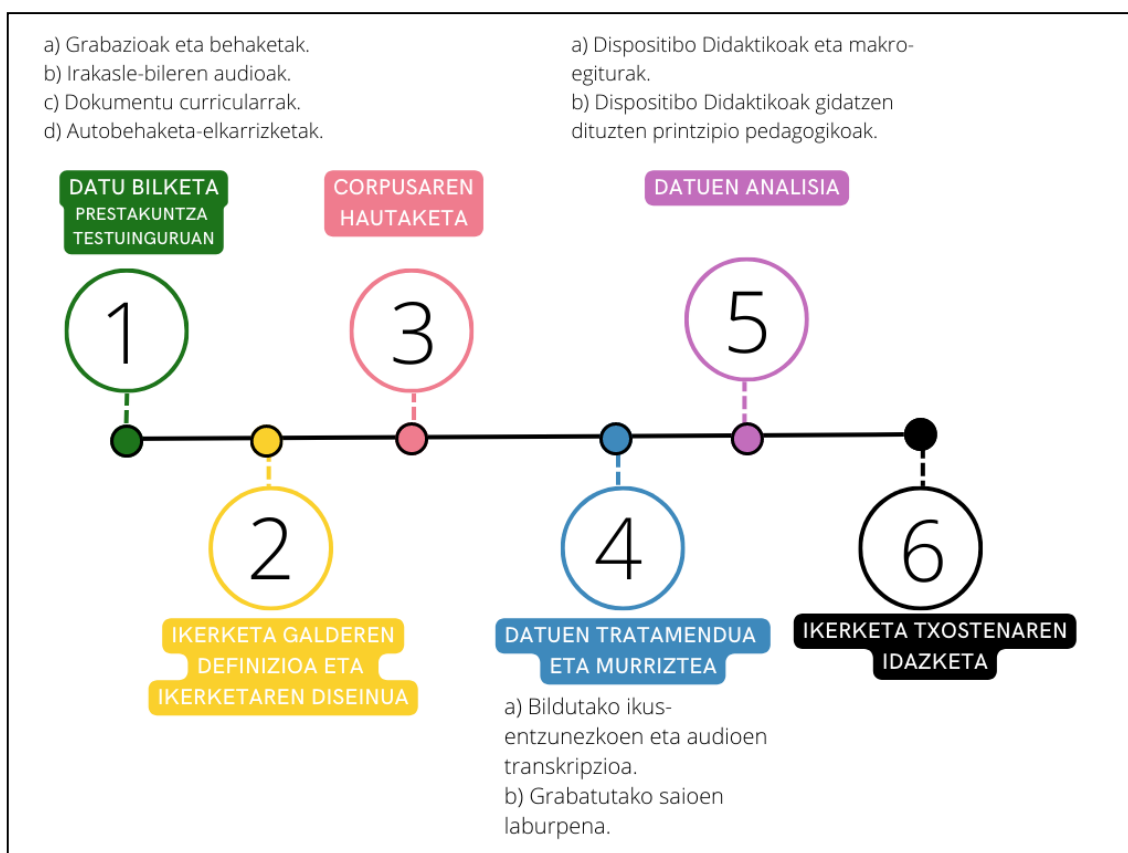 a) Grabazioak eta behaketak.
b) Irakasle-bileren audioak.
c) Dokumentu curricularrak.
d) Autobehaketa-elkarrizketak.
a) Dispositibo Didaktikoak eta makro-
egiturak.
b) Dispositibo Didaktikoak gidatzen
dituzten printzipio pedagogikoak.
DATU BILKETA
PRESTAKUNTZA
TESTUINGURUAN
CORPUSAREN
HAUTAKETA
DATUEN ANALISIA
1
3
5
2
4
6
IKERKETA GALDEREN
DEFINIZIOA ETA
IKERKETAREN DISEINUA
DATUEN TRATAMENDUA
ETA MURRIZTEA
IKERKETA TXOSTENAREN
IDAZKETA
a) Bildutako ikus-
entzunezkoen eta audioen
transkripzioa.
b) Grabatutako saioen
laburpena.